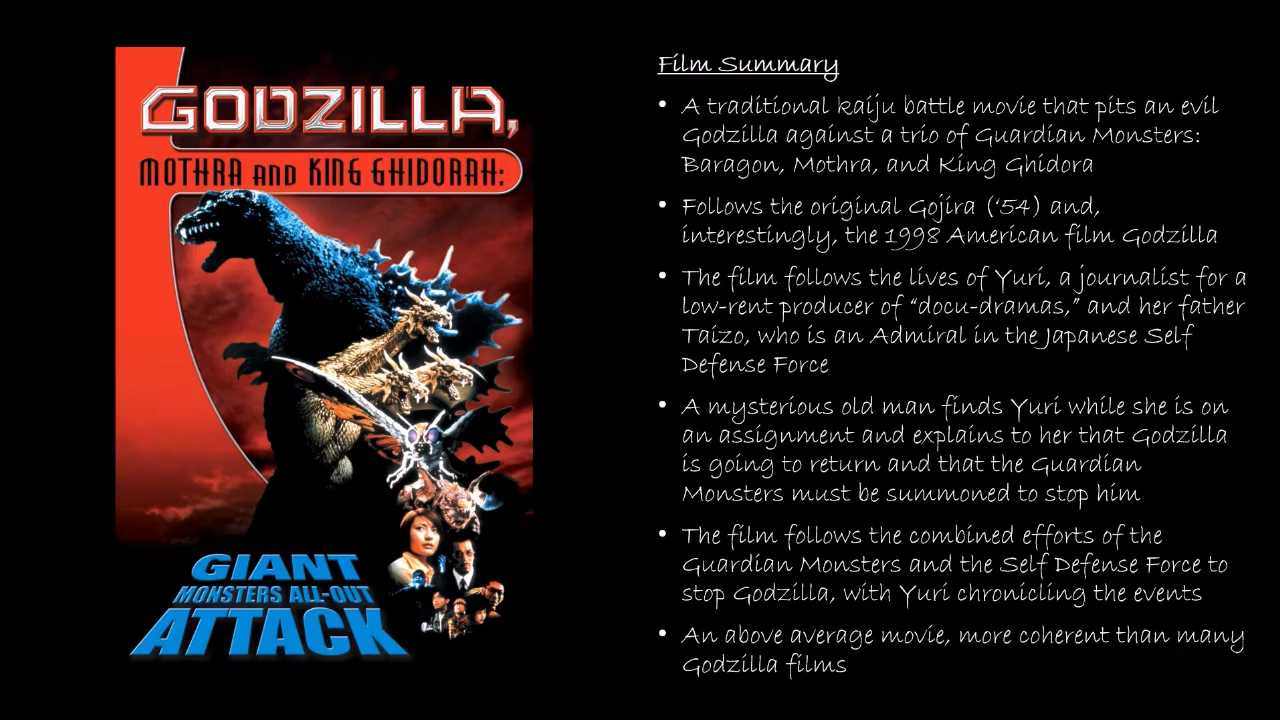 GODZILLA,
MOTHRA AND KING GHIDORAH:
GIANT
MONSTERS ALL-OUT
ATTACK
Film Summary
• A traditional kaiju battle movie that pits an evil
Godzilla against a trio of Guardian Monsters:
Baragon, Mothra, and King Ghidora
• Follows the original Gojira (‘54) and,
interestingly, the 1998 American film Godzilla
• The film follows the lives of Yuri, a journalist for a
low-rent producer of “docu-dramas,” and her father
Taizo, who is an Admiral in the Japanese Self
Defense Force
• A mysterious old man finds Yuri while she is on
an assignment and explains to her that Godzilla
is going to return and that the Guardian
Monsters must be summoned to stop him
• The film follows the combined efforts of the
Guardian Monsters and the Self Defense Force to
stop Godzilla, with Yuri chronicling the events
• An above average movie, more coherent than many
Godzilla films